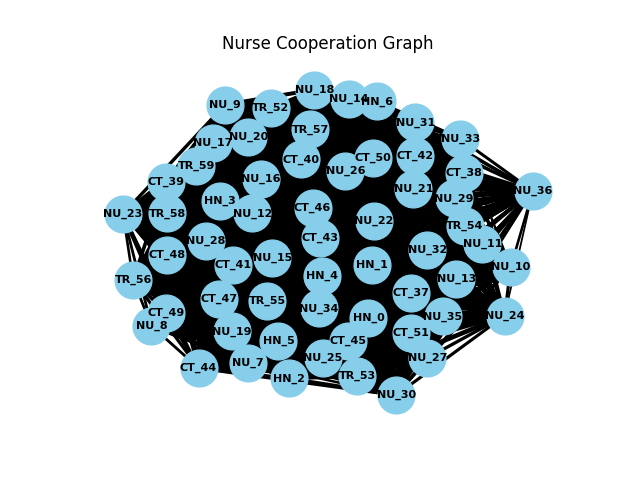 Nurse Cooperation Graph
NU_18
NU_14
HN_6
NU_9
TR_52
NU_31
TR_57
NU_20
NU_33
NU_17
CT_42
CT_50
CT_40
TR_59
NU_26
CT_38
NU_16
CT_39
NU_21
NU_36
NU_29
HN_3
CT_46
NU_12
TR_58
NU_23
NU_22
TR_54
CT_43
NU_28
NU_11
NU_32
CT_48
NU_15
CT_41
HN_1
NU_10
HN_4
NU_13
TR_56
CT_37
CT_47
TR_55
NU_34
CT_49
NU_35
NU_24
HN_0
NU_8
NU_19
CT_51
HN_5
CT_45
NU_25
NU_27
NU_7
CT_44
TR_53
HN_2
NU_30